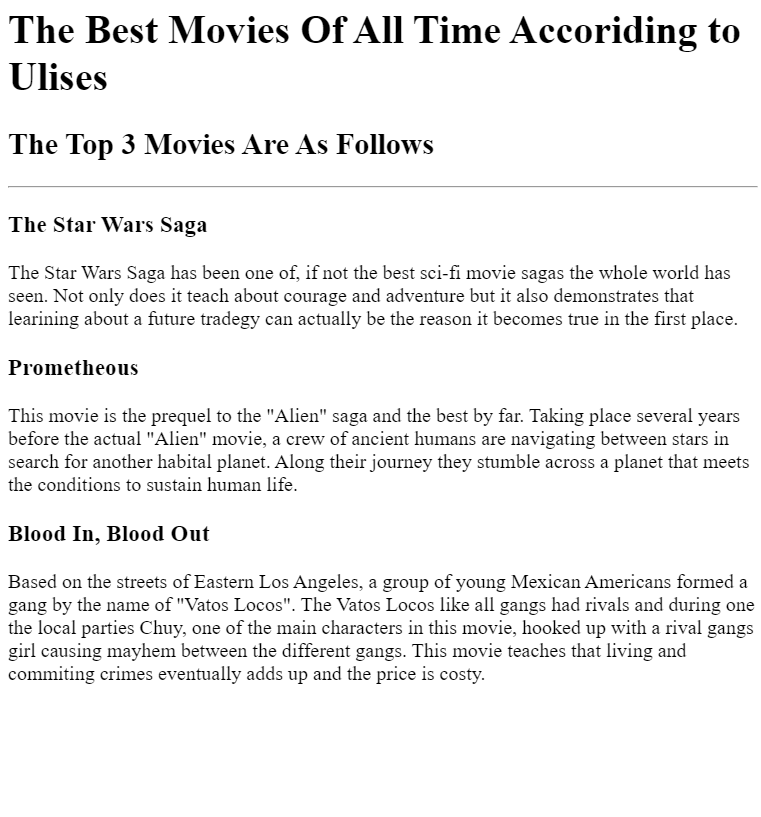 The Best Movies Of All Time Accoriding to
Ulises
The Top 3 Movies Are As Follows
The Star Wars Saga
The Star Wars Saga has been one of, if not the best sci-fi movie sagas the whole world has
seen. Not only does it teach about courage and adventure but it also demonstrates that
learining about a future tradegy can actually be the reason it becomes true in the first place.
Prometheous
This movie is the prequel to the "Alien" saga and the best by far. Taking place several years
before the actual "Alien" movie, a crew of ancient humans are navigating between stars in
search for another habital planet. Along their journey they stumble across a planet that meets
the conditions to sustain human life.
Blood In, Blood Out
Based on the streets of Eastern Los Angeles, a group of young Mexican Americans formed a
gang by the name of "Vatos Locos". The Vatos Locos like all gangs had rivals and during one
the local parties Chuy, one of the main characters in this movie, hooked up with a rival gangs
girl causing mayhem between the different gangs. This movie teaches that living and
commiting crimes eventually adds up and the price is costy.